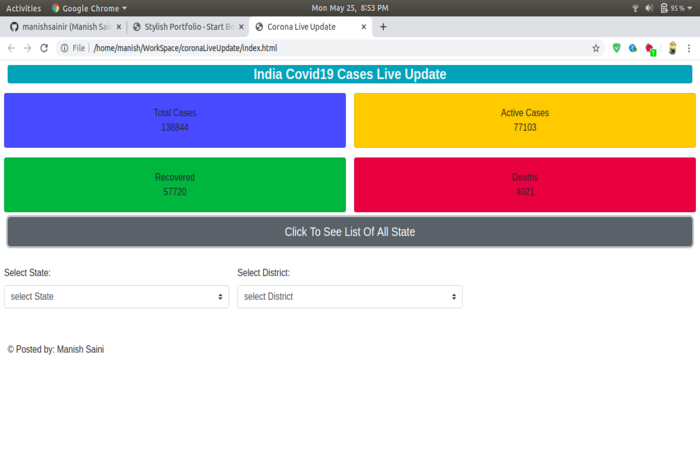 Activities Google Chrome Mon May 25, 8:53 PM 95 %
manishsainir (Manish Sai Stylish Portfolio - Start Bo Corona Live Update
File /home/manish/WorkSpace/coronaLiveUpdate/index.html 1
India Covid19 Cases Live Update
Total Cases
138844
Active Cases
77103
Recovered
57720
Deaths
4021
Click To See List Of All State
Select State: Select District:
select State select District
© Posted by: Manish Saini